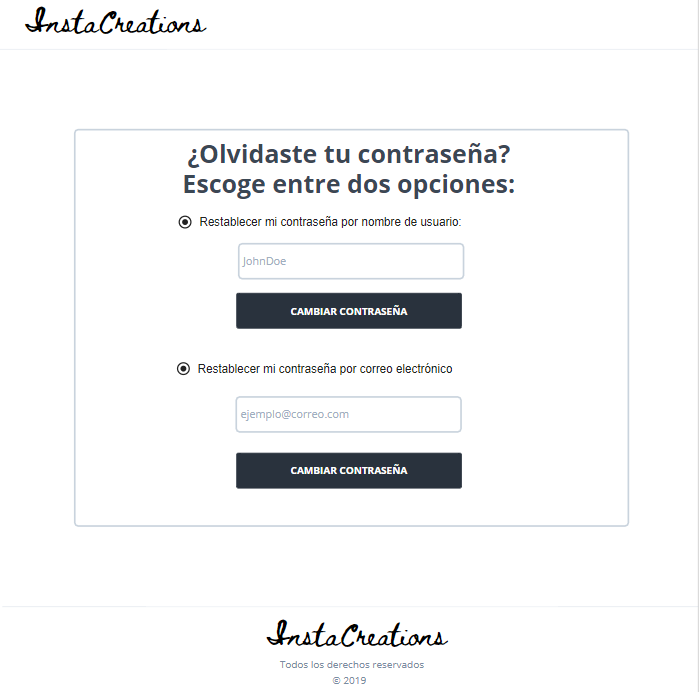 InstaCreations
¿Olvidaste tu contraseña?
Escoge entre dos opciones:
Restablecer mi contraseña por nombre de usuario:
JohnDoe
CAMBIAR CONTRASEÑA
Restablecer mi contraseña por correo electrónico
ejemplo@correo.com
CAMBIAR CONTRASEÑA
InstaCreations
Todos los derechos reservados
© 2019